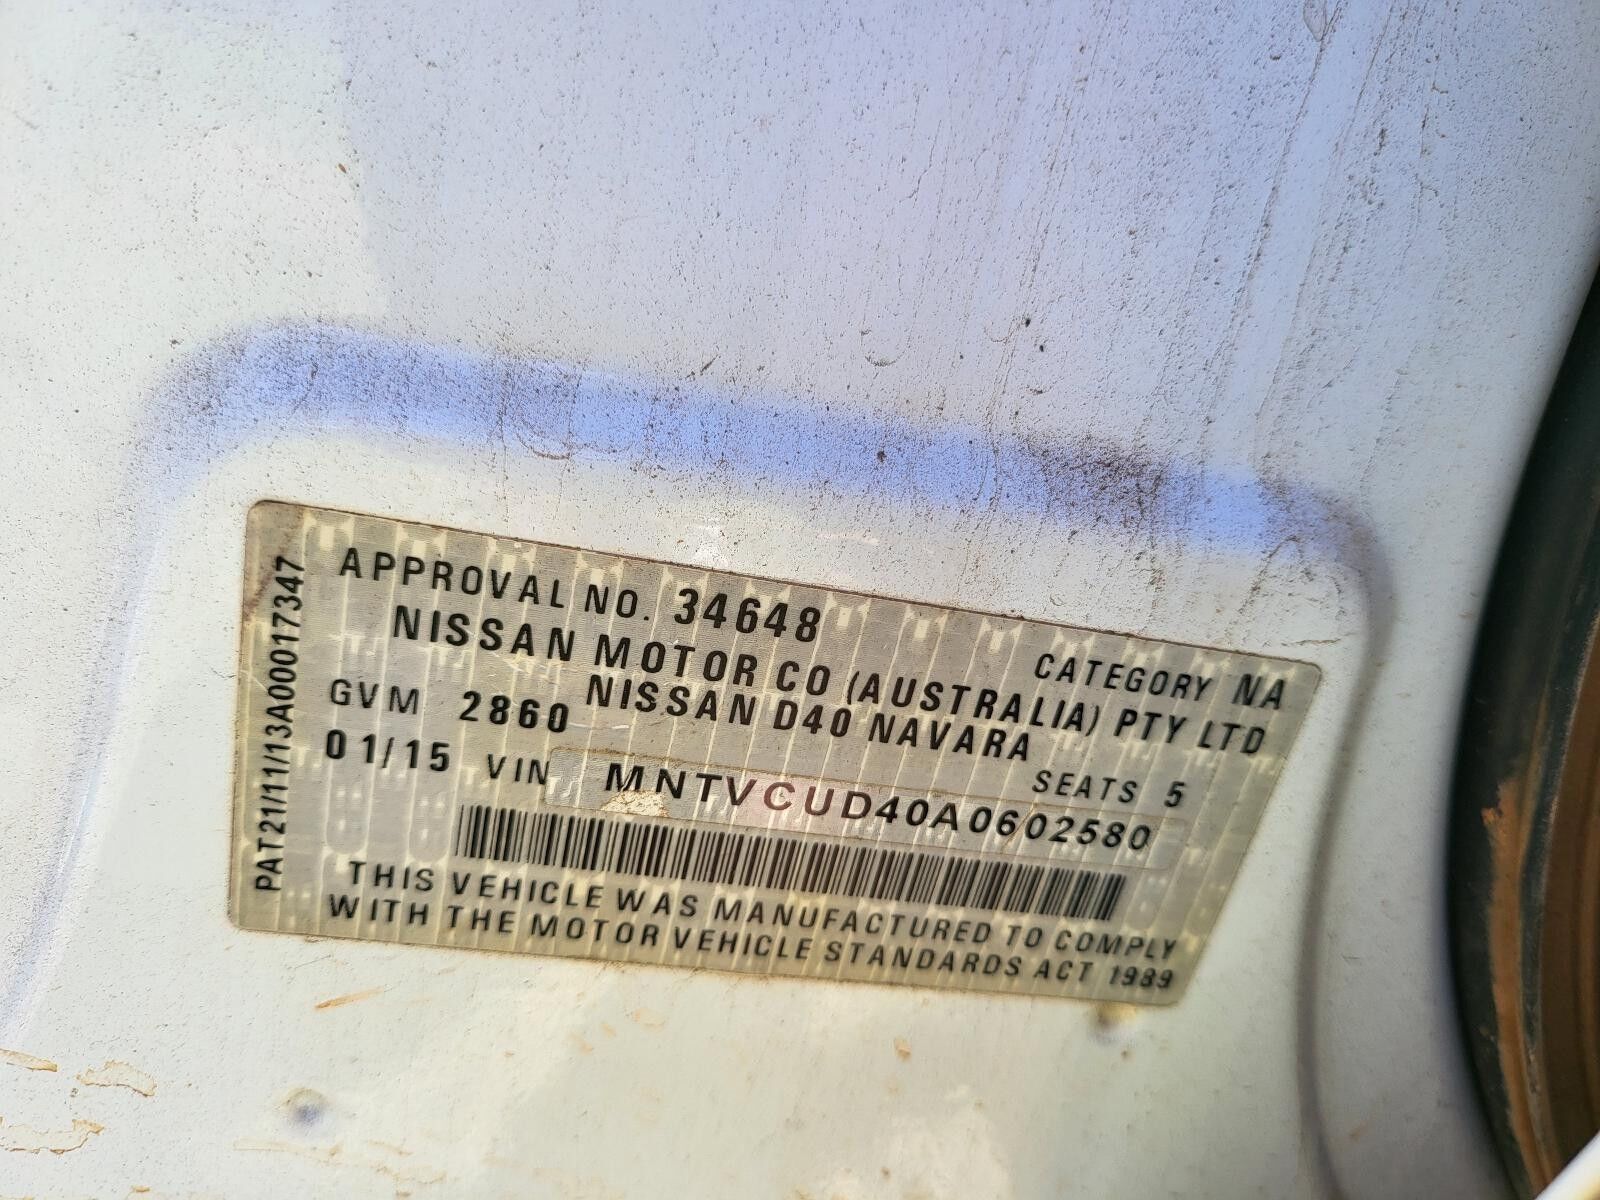 APPROVAL NO. 34648
CATEGORY NA
NISSAN MOTOR CO (AUSTRALIA) PTY LTD
NISSAN D40 NAVARA
GVM 2860
SEATS 5
01/15 VIN MNTVCUD40A0602580
THIS VEHICLE WAS MANUFACTURED TO COMPLY
WITH THE MOTOR VEHICLE STANDARDS ACT 1989
PAT21/11/13A00017347